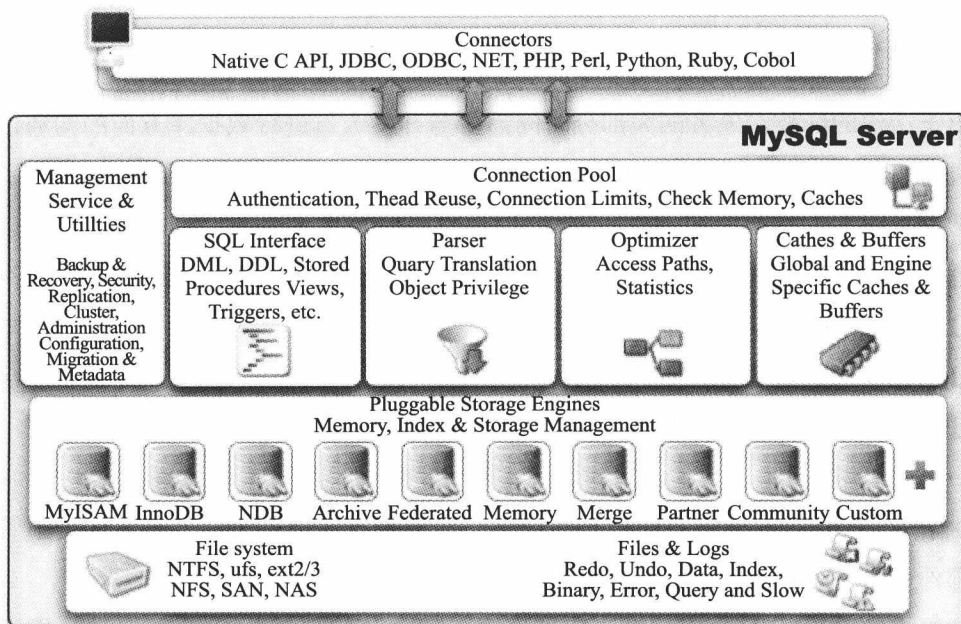 Connectors
Native C API, JDBC, ODBC, NET, PHP, Perl, Python, Ruby, Cobol
MySQL Server
Management
Service &
Utillties
Backup &
Recovery, Security,
Replication,
Cluster,
Administration
Configuration,
Migration &
Metadata
Connection Pool
Authentication, Thead Reuse, Connection Limits, Check Memory, Caches
SQL Interface
DML, DDL, Stored
Procedures Views,
Triggers, etc.
Parser
Quary Translation
Object Privilege
Optimizer
Access Paths,
Statistics
Cathes & Buffers
Global and Engine
Specific Caches &
Buffers
Pluggable Storage Engines
Memory, Index & Storage Management
MyISAM InnoDB NDB Archive Federated Memory Merge Partner Community Custom
File system
NTFS, ufs, ext2/3
NFS, SAN, NAS
Files & Logs
Redo, Undo, Data, Index,
Binary, Error, Query and Slow